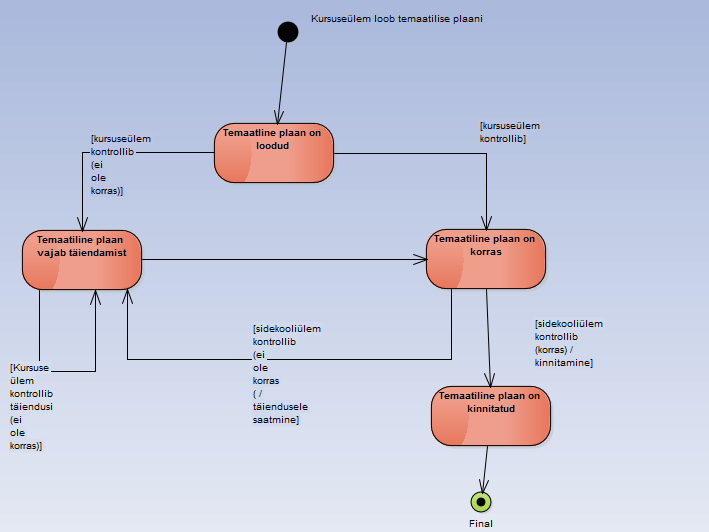 Kursuseülem loob temaatilise plaani
Temaatline plaan on
loodud
[kursuseülem
kontrollib
(ei
ole
korras)]
[kursuseülem
kontrollib]
Temaatiline plaan
vajab täiendamist
Temaatiline plaan on
korras
[sidekooliülem
kontrollib
(ei
ole
korras
( /
täiendusele
saatmine]
[sidekooliülem
kontrollib
(korras) /
kinnitamine]
[Kursuse
ülem
kontrollib
täiendusi
(ei
ole
korras)]
Temaatiline plaan on
kinnitatud
Final